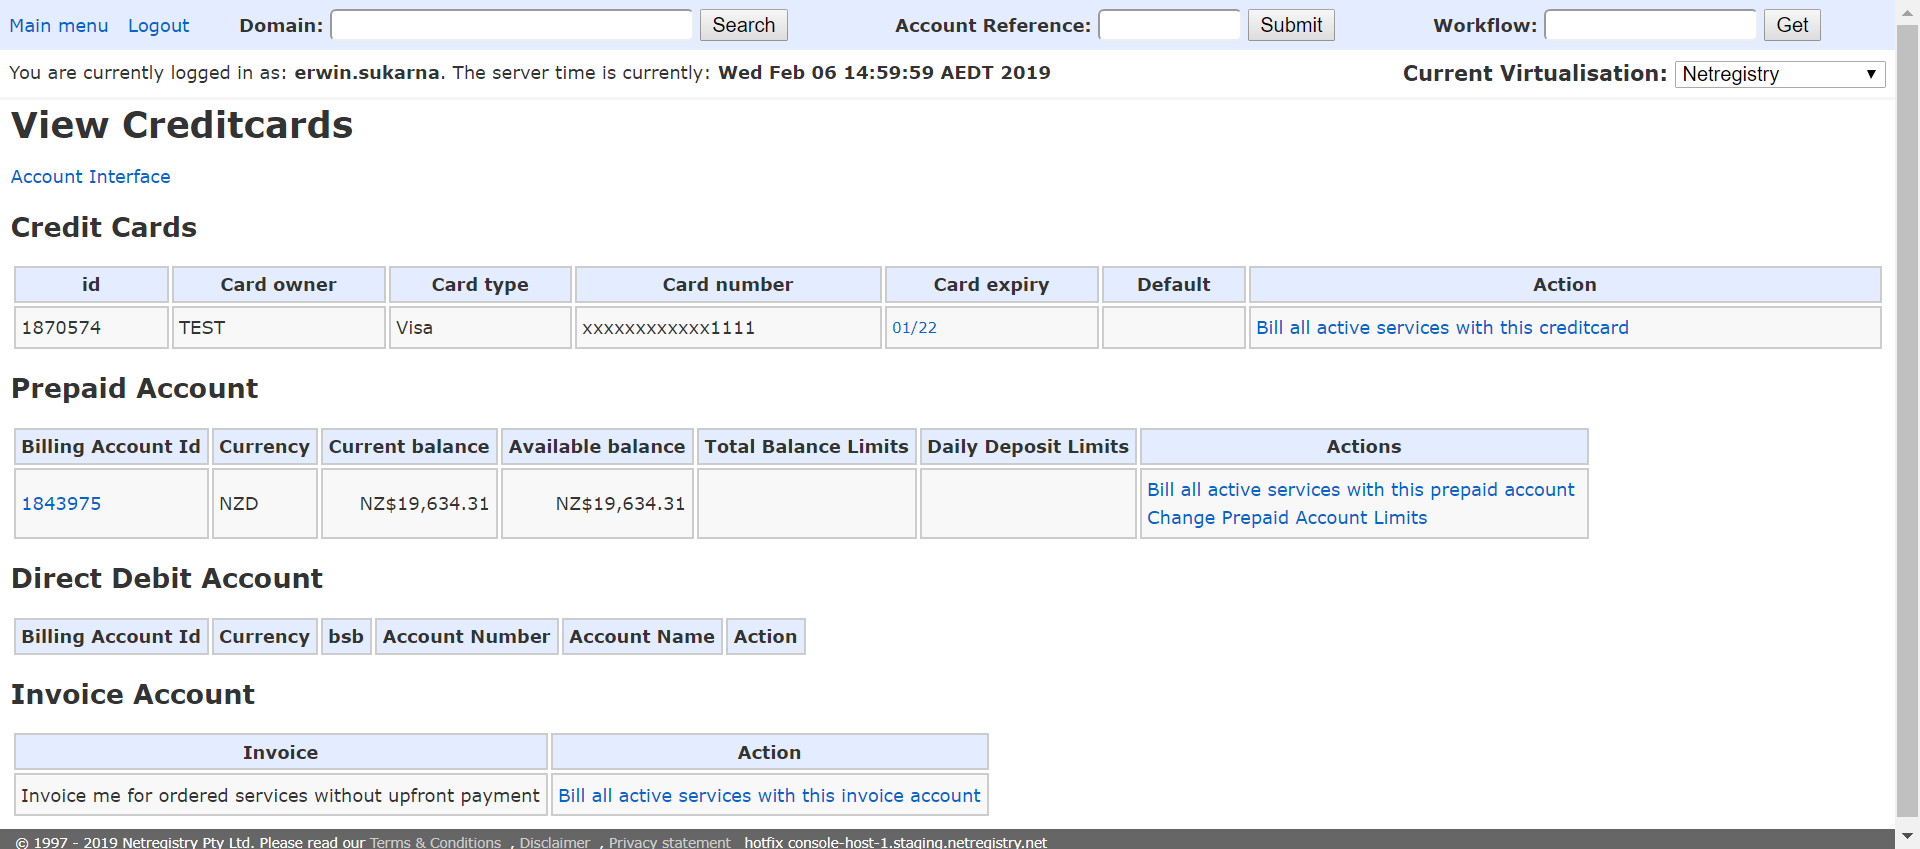 Main menu Logout Domain: Search Account Reference: Submit Workflow: Get
You are currently logged in as: erwin.sukarna. The server time is currently: Wed Feb 06 14:59:59 AEDT 2019 Current Virtualisation: Netregistry
View Creditcards
Account Interface
Credit Cards
id Card owner Card type Card number Card expiry Default Action
1870574 TEST Visa xxxxxxxxxxxx1111 01/22 Bill all active services with this creditcard
Prepaid Account
Billing Account Id Currency Current balance Available balance Total Balance Limits Daily Deposit Limits Actions
1843975 NZD NZ$19,634.31 NZ$19,634.31 Bill all active services with this prepaid account
Change Prepaid Account Limits
Direct Debit Account
Billing Account Id Currency bsb Account Number Account Name Action
Invoice Account
Invoice Action
Invoice me for ordered services without upfront payment Bill all active services with this invoice account
© 1997 - 2019 Netregistry Pty Ltd. Please read our Terms & Conditions , Disclaimer , Privacy statement hotfix console-host-1.staging.netregistry.net